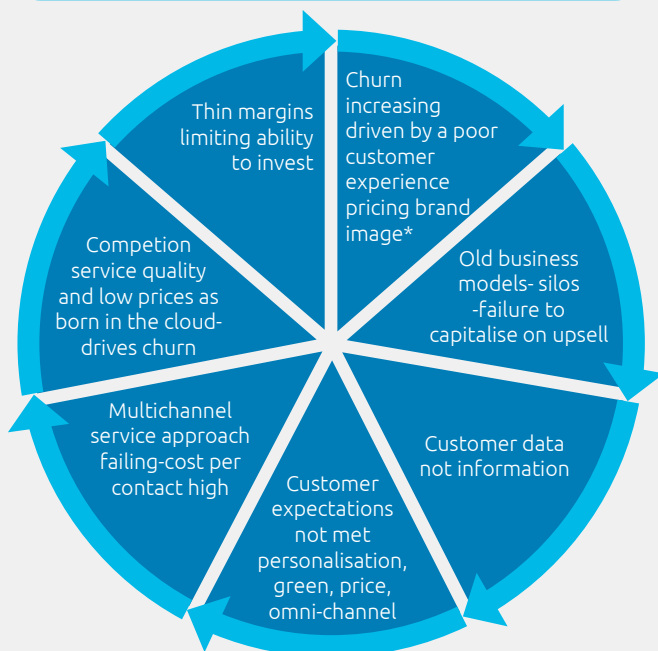 Churn
increasing
driven by a poor
customer
experience
pricing brand
image*
Old business
models- silos
-failure to
capitalise on upsell
Customer data
not information
Customer
expectations
not met
personalisation,
green, price,
omni-channel
Multichannel
service approach
failing-cost per
contact high
Competion
service quality
and low prices as
born in the cloud-
drives churn
Thin margins
limiting ability
to invest